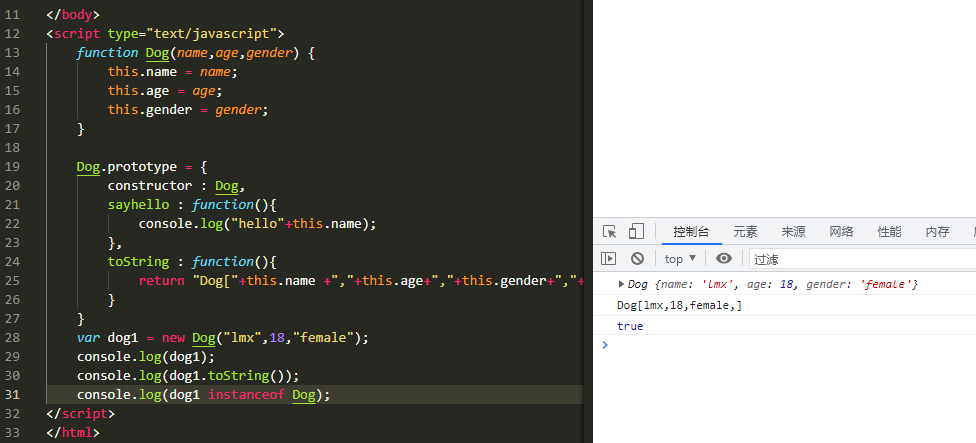 11 </body>
12 <script type="text/javascript">
13 function Dog(name,age,gender) {
14 this.name = name;
15 this.age = age;
16 this.gender = gender;
17 }
18
19 Dog.prototype = {
20 constructor : Dog,
21 sayhello : function(){
22 console.log("hello"+this.name);
23 },
24 toString : function(){
25 return "Dog["+this.name +","+this.age+","+this.gender+","+
26 }
27 }
28 var dog1 = new Dog("lmx",18,"female");
29 console.log(dog1);
30 console.log(dog1.toString());
31 console.log(dog1 instanceof Dog);
32 </script>
33 </html>
控制台 元素 来源 网络 性能 内存
top ▼ 过滤
▶ Dog {name: 'lmx', age: 18, gender: 'female'}
Dog[lmx,18,female,]
true
>